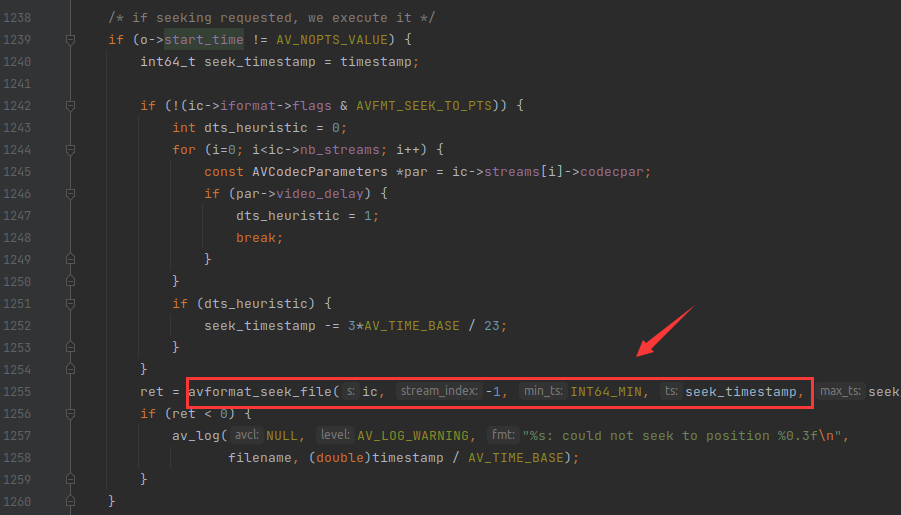 1238 /* if seeking requested, we execute it */
1239 if (o->start_time != AV_NOPTS_VALUE) {
1240 int64_t seek_timestamp = timestamp;
1241
1242 if (!(ic->iformat->flags & AVFMT_SEEK_TO_PTS)) {
1243 int dts_heuristic = 0;
1244 for (i=0; i<ic->nb_streams; i++) {
1245 const AVCodecParameters *par = ic->streams[i]->codecpar;
1246 if (par->video_delay) {
1247 dts_heuristic = 1;
1248 break;
1249 }
1250 }
1251 if (dts_heuristic) {
1252 seek_timestamp -= 3*AV_TIME_BASE / 23;
1253 }
1254 }
1255 ret = avformat_seek_file( s: ic, stream_index: -1, min_ts: INT64_MIN, ts: seek_timestamp, max_ts: seek
1256 if (ret < 0) {
1257 av_log( avcl: NULL, level: AV_LOG_WARNING, fmt: "%s: could not seek to position %0.3f\n",
1258 filename, (double)timestamp / AV_TIME_BASE);
1259 }
1260 }